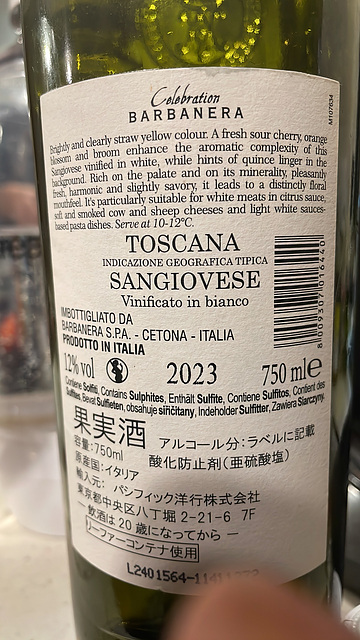 Celebration
BARBANERA
M107634
Brightly and clearly straw yellow colour. A fresh sour cherry, orange
blossom and broom enhance the aromatic complexity of this
Sangiovese vinified in white, while hints of quince linger in the
background. Rich on the palate and on its minerality, pleasantly
fresh, harmonic and slightly savory, it leads to a distinctly floral
mouthfeel. It's particularly suitable for white meats in citrus sauce,
soft and smoked cow and sheep cheeses and light white sauces-
based pasta dishes. Serve at 10-12°C.
TOSCANA
INDICAZIONE GEOGRAFICA TIPICA
SANGIOVESE
Vinificato in bianco
IMBOTTIGLIATO DA
BARBANERA S.P.A. - CETONA - ITALIA
PRODOTTO IN ITALIA
8 009307 016440
12% vol 2023 750 ml e
Contiene Solfiti, Contains Sulphites, Enthält Sulfite, Contiene Sulfitos, Contient des
Sulfites, Bevat Sulfieten, obsahuje siřičitany, Indeholder Sulfitter, Zawiera Siarczyny.
果実酒 アルコール分:ラベルに記載
容量:750ml 酸化防止剤(亜硫酸塩)
原産国:イタリア
輸入元: パシフィック洋行株式会社
東京都中央区八丁堀 2-21-6 7F
― 飲酒は 20 歳になってから ―
リーファーコンテナ使用